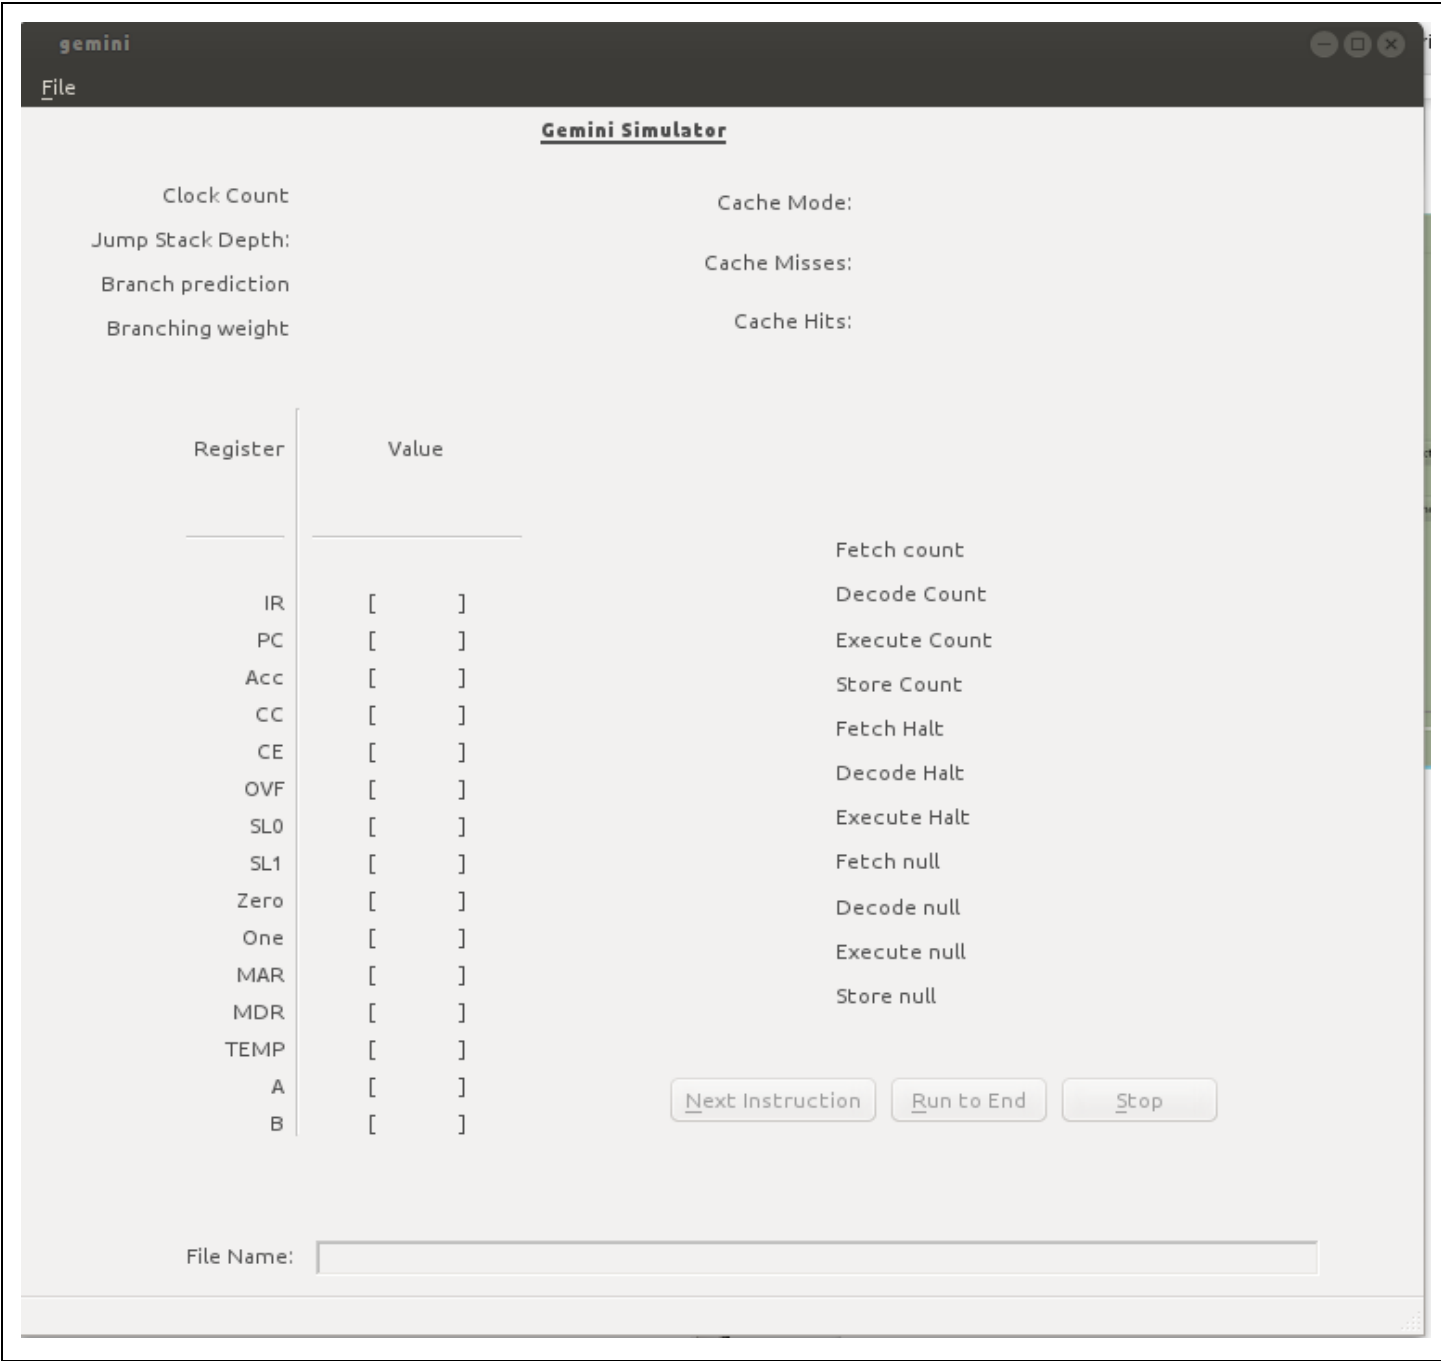 gemini
File
Gemini Simulator
Clock Count
Jump Stack Depth:
Branch prediction
Branching weight
Cache Mode:
Cache Misses:
Cache Hits:
Register Value
IR [ ]
PC [ ]
Acc [ ]
CC [ ]
CE [ ]
OVF [ ]
SL0 [ ]
SL1 [ ]
Zero [ ]
One [ ]
MAR [ ]
MDR [ ]
TEMP [ ]
A [ ]
B [ ]
Fetch count
Decode Count
Execute Count
Store Count
Fetch Halt
Decode Halt
Execute Halt
Fetch null
Decode null
Execute null
Store null
Next Instruction Run to End Stop
File Name: